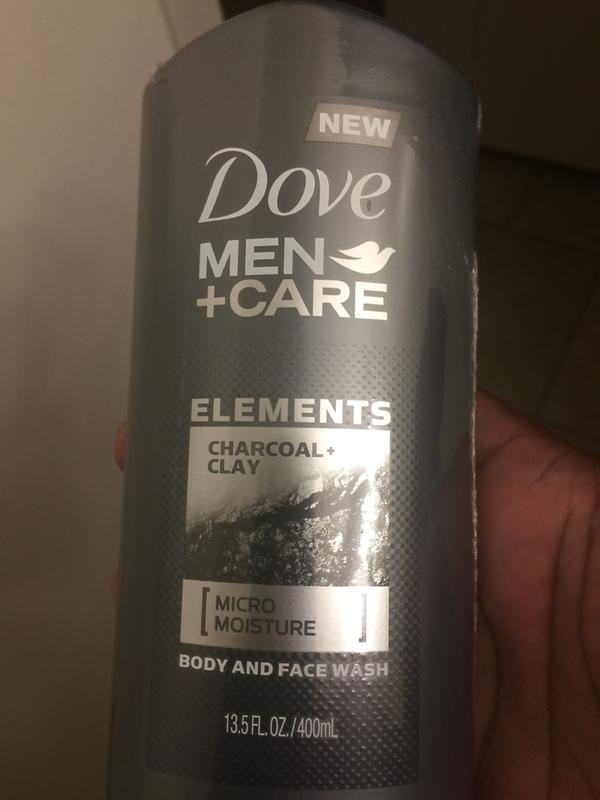 NEW
Dove
MEN
+CARE
ELEMENTS
CHARCOAL+
CLAY
[MICRO
MOISTURE]
BODY AND FACE WASH
13.5 FL. OZ./400mL